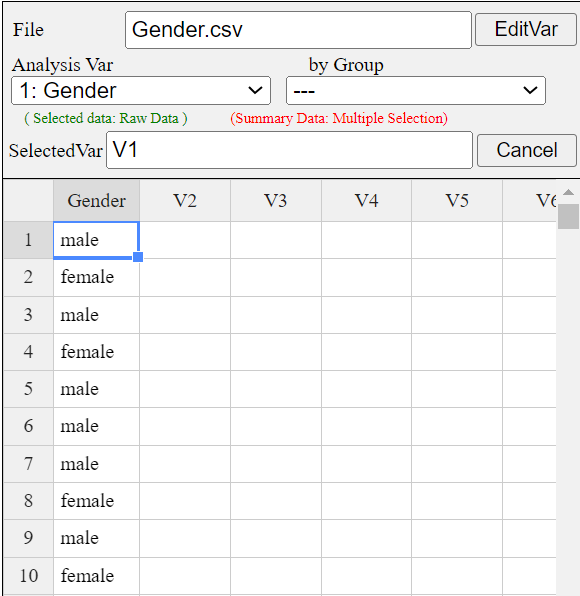 File Gender.csv EditVar
Analysis Var by Group
1: Gender ---
( Selected data: Raw Data ) (Summary Data: Multiple Selection)
SelectedVar V1 Cancel
Gender V2 V3 V4 V5 V6
1 male
2 female
3 male
4 female
5 male
6 male
7 male
8 female
9 male
10 female